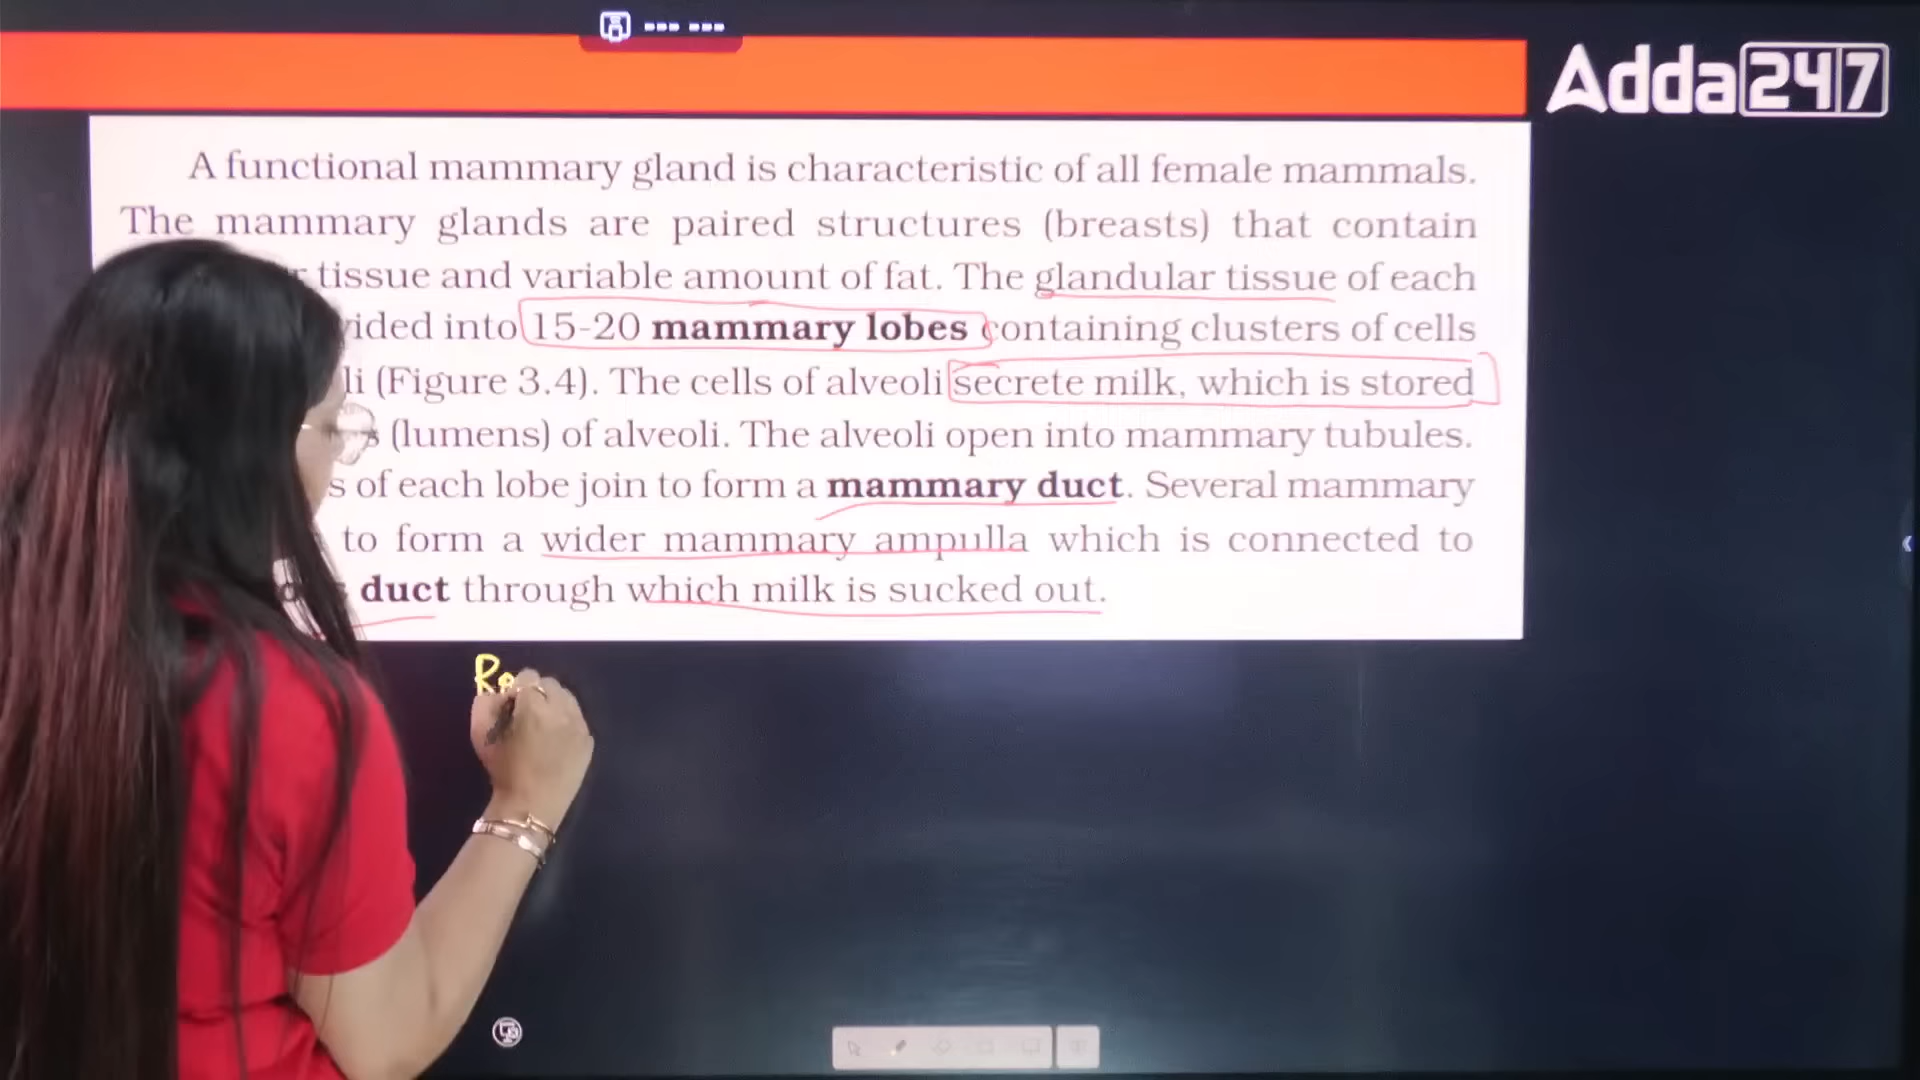 Adda247
A functional mammary gland is characteristic of all female mammals.
The mammary glands are paired structures (breasts) that contain
tissue and variable amount of fat. The glandular tissue of each
into 15-20 mammary lobes containing clusters of cells
(Figure 3.4). The cells of alveoli secrete milk, which is stored
(lumens) of alveoli. The alveoli open into mammary tubules.
of each lobe join to form a mammary duct. Several mammary
to form a wider mammary ampulla which is connected to
duct through which milk is sucked out.